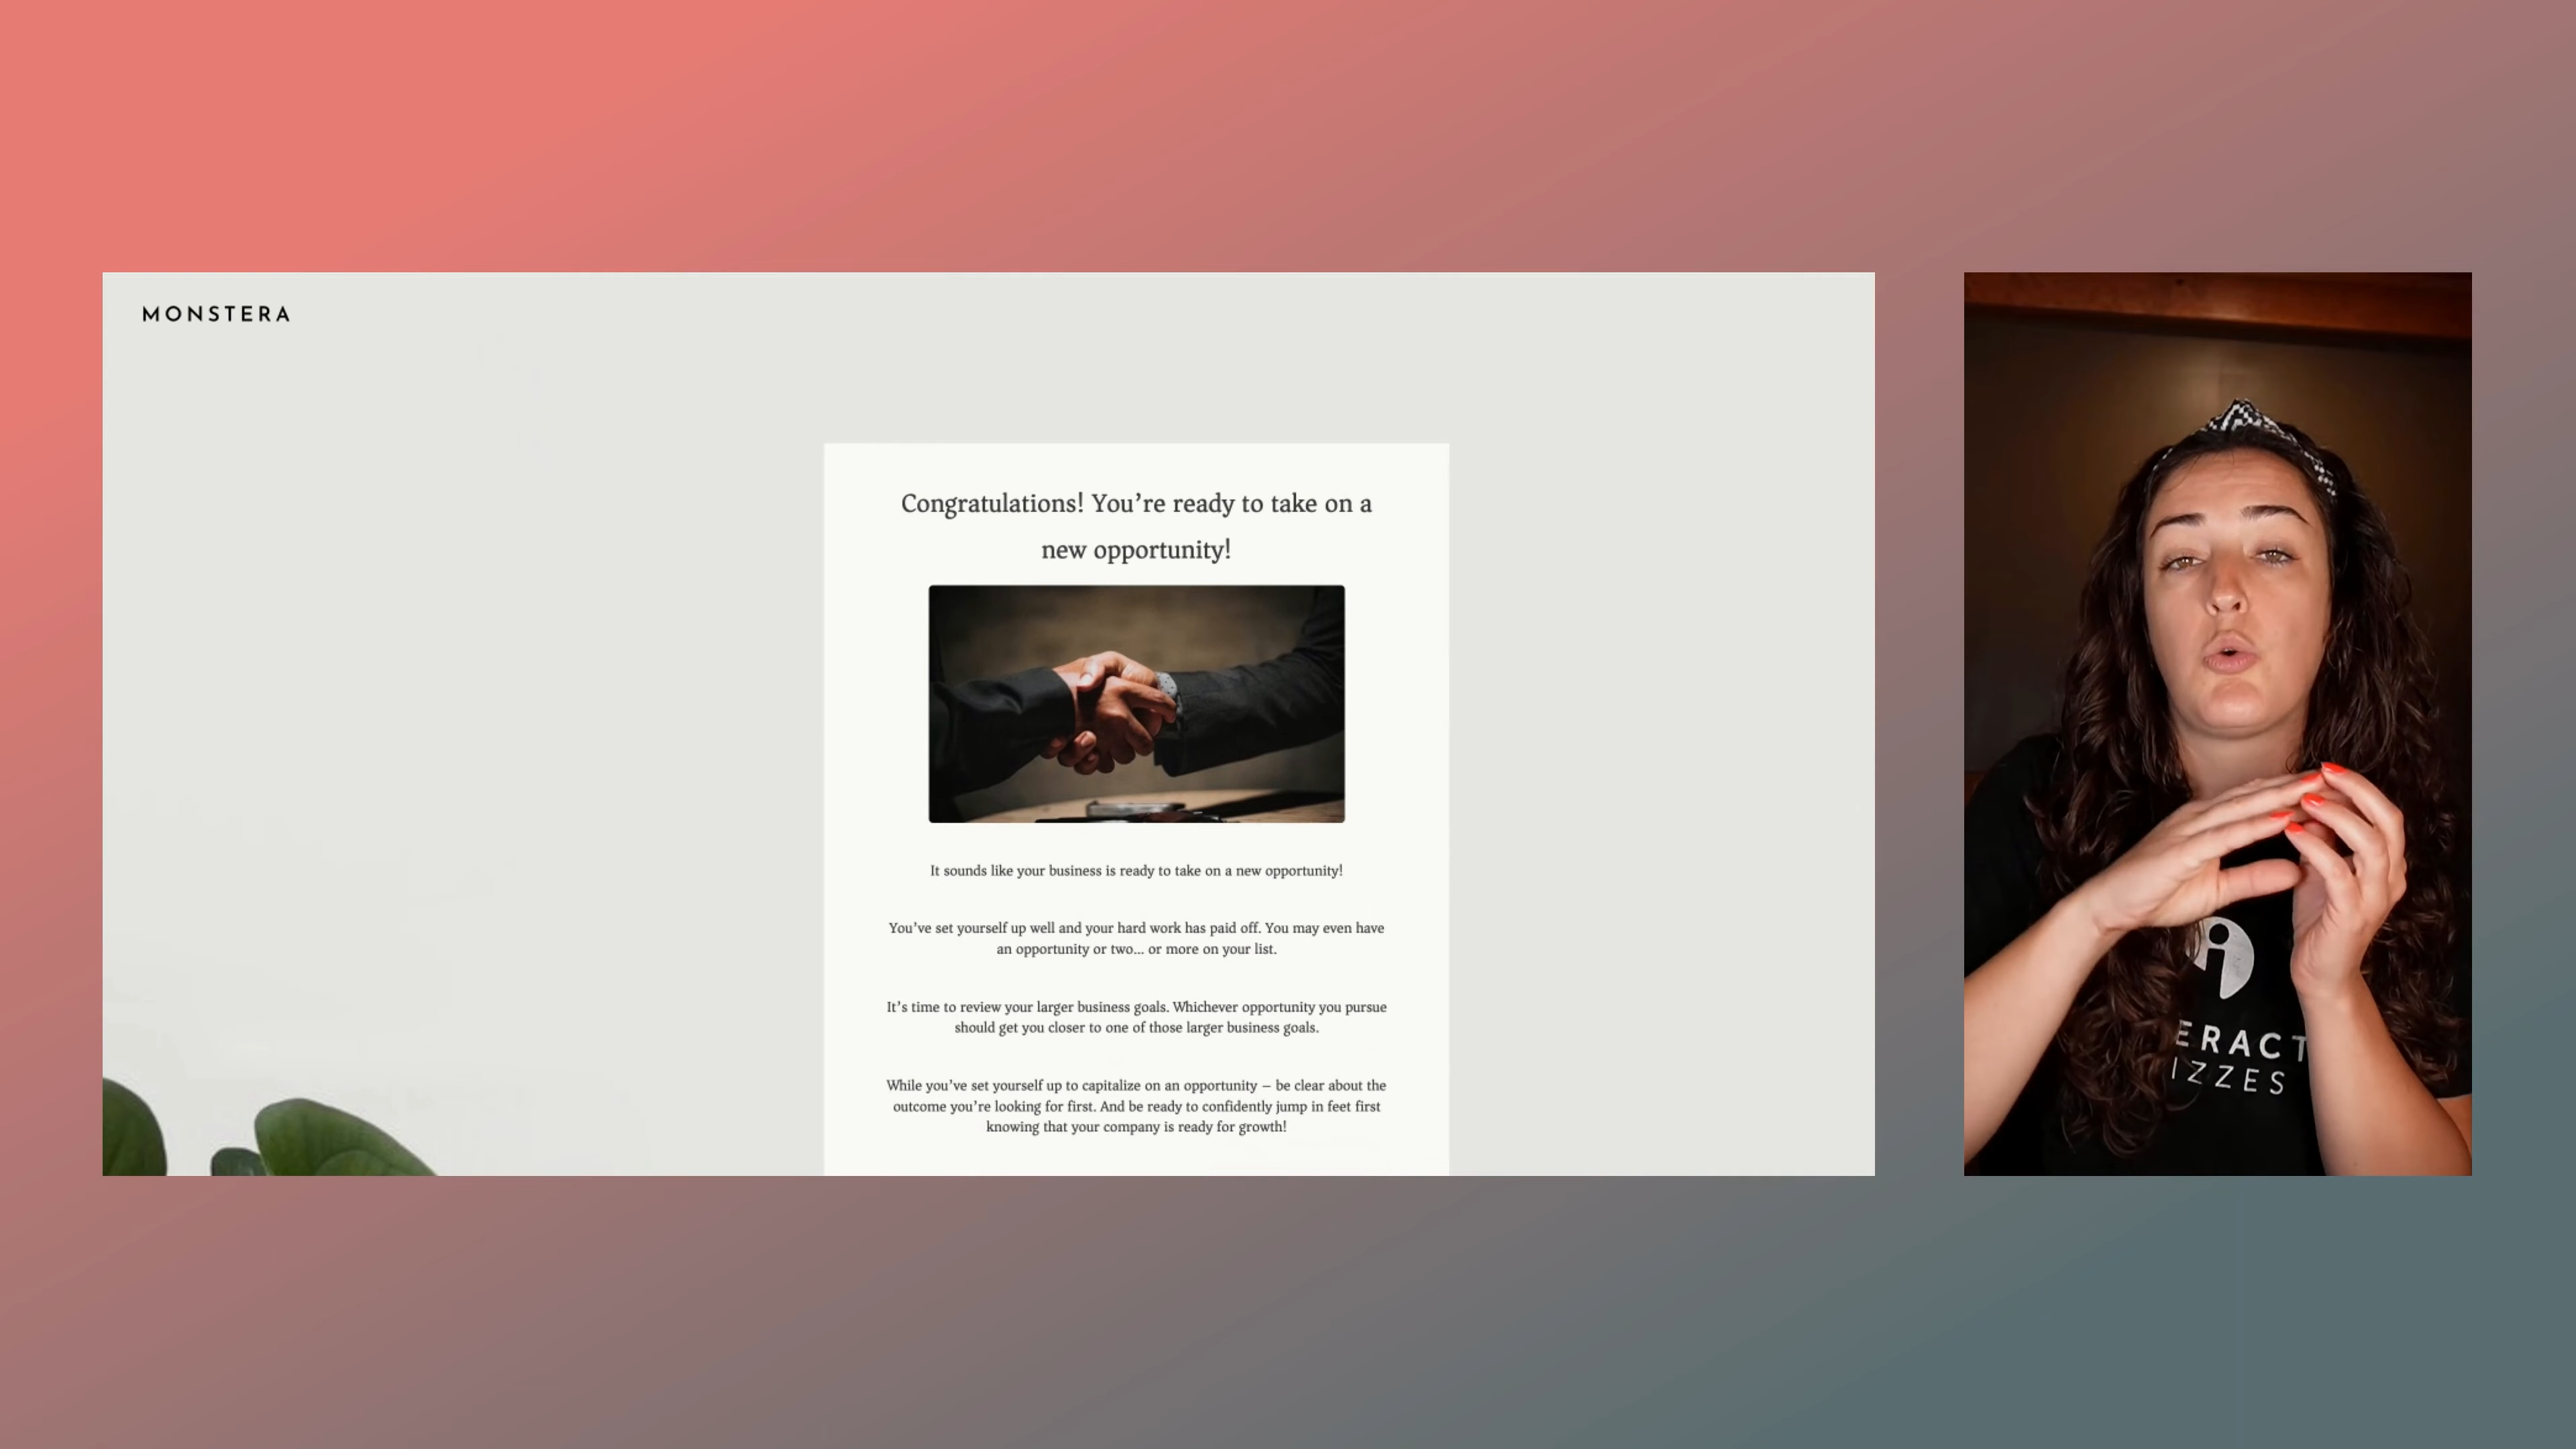 MONSTERA
Congratulations! You’re ready to take on a
new opportunity!
It sounds like your business is ready to take on a new opportunity!
You’ve set yourself up well and your hard work has paid off. You may even have
an opportunity or two... or more on your list.
It’s time to review your larger business goals. Whichever opportunity you pursue
should get you closer to one of those larger business goals.
While you’ve set yourself up to capitalize on an opportunity – be clear about the
outcome you’re looking for first. And be ready to confidently jump in feet first
knowing that your company is ready for growth!
ERACT
IZZES